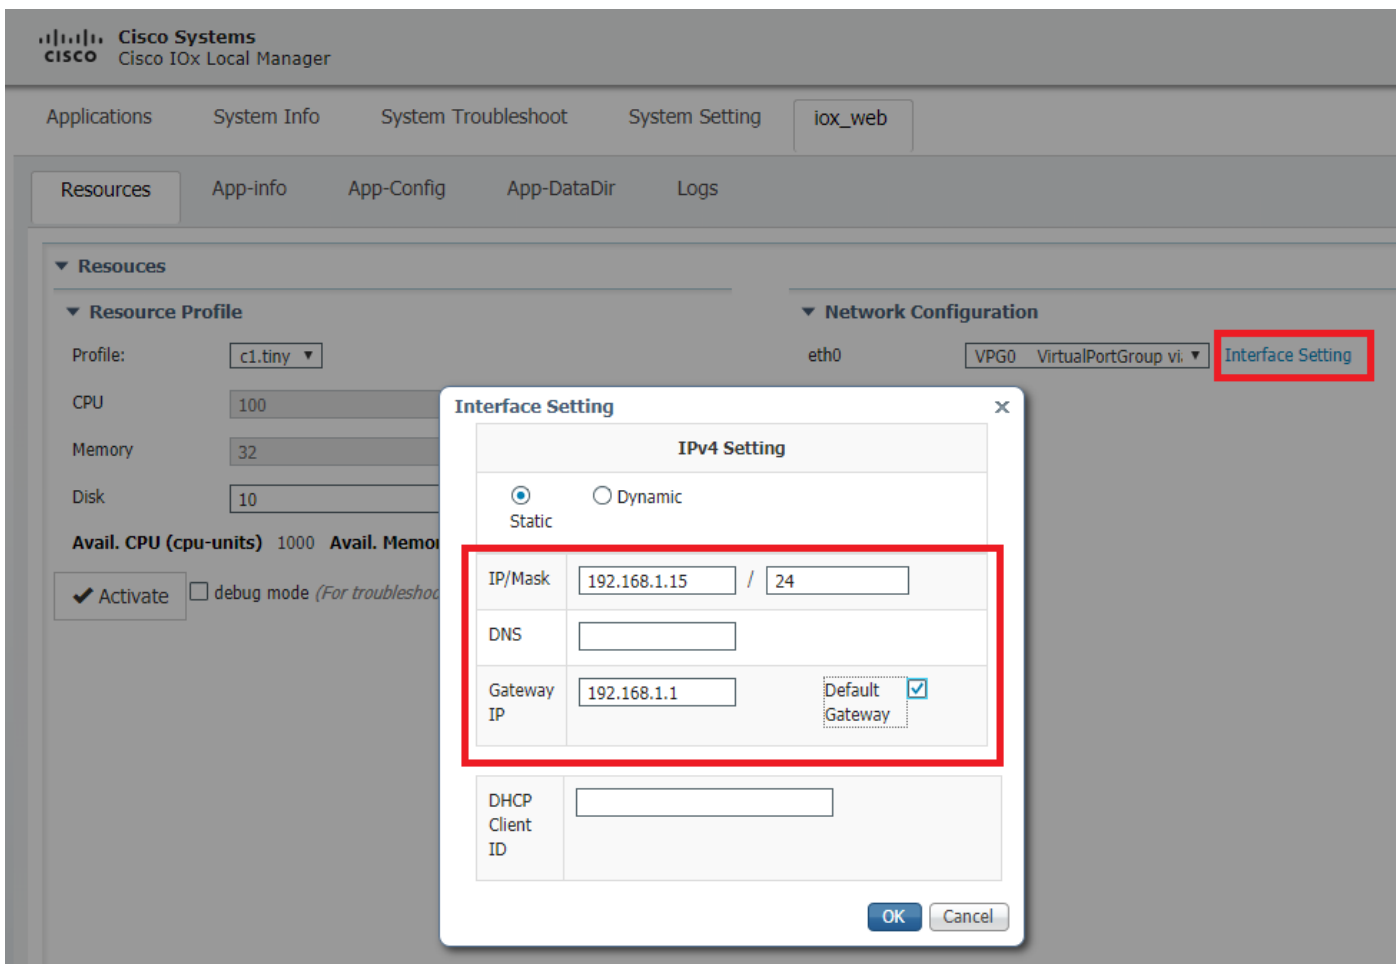 Cisco Systems
CISCO Cisco IOx Local Manager
Applications System Info System Troubleshoot System Setting iox_web
Resources App-info App-Config App-DataDir Logs
Resouces
Resource Profile
Network Configuration
Profile: c1.tiny
eth0 VPG0 VirtualPortGroup vi Interface Setting
CPU 100
Memory 32
Disk 10
Avail. CPU (cpu-units) 1000 Avail. Memo
Activate debug mode (For troubleshoo
Interface Setting x
IPv4 Setting
Static
Dynamic
IP/Mask 192.168.1.15 / 24
DNS
Gateway IP 192.168.1.1 Default Gateway
DHCP
Client
ID
OK Cancel